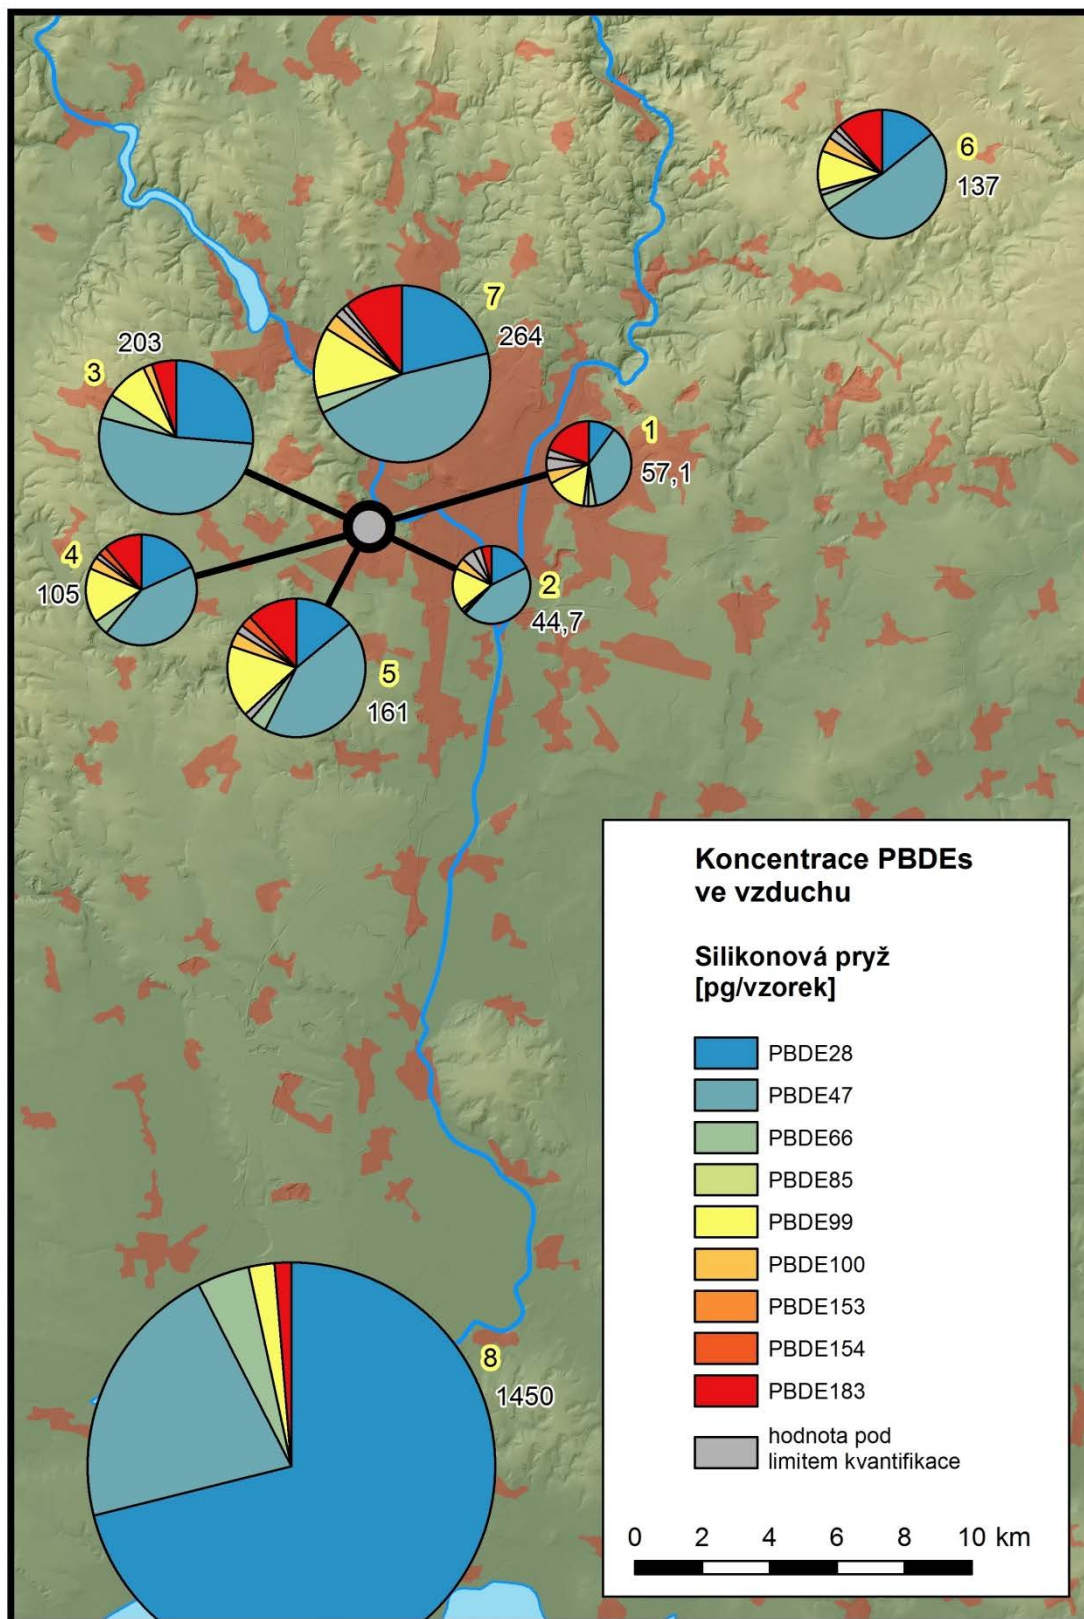 6
137
7
264
203
3
1
57,1
4
105
2
44,7
5
161
8
1450
Koncentrace PBDEs
ve vzduchu
Silikonová pryž
[pg/vzorek]
PBDE28
PBDE47
PBDE66
PBDE85
PBDE99
PBDE100
PBDE153
PBDE154
PBDE183
hodnota pod
limitem kvantifikace
0 2 4 6 8 10 km